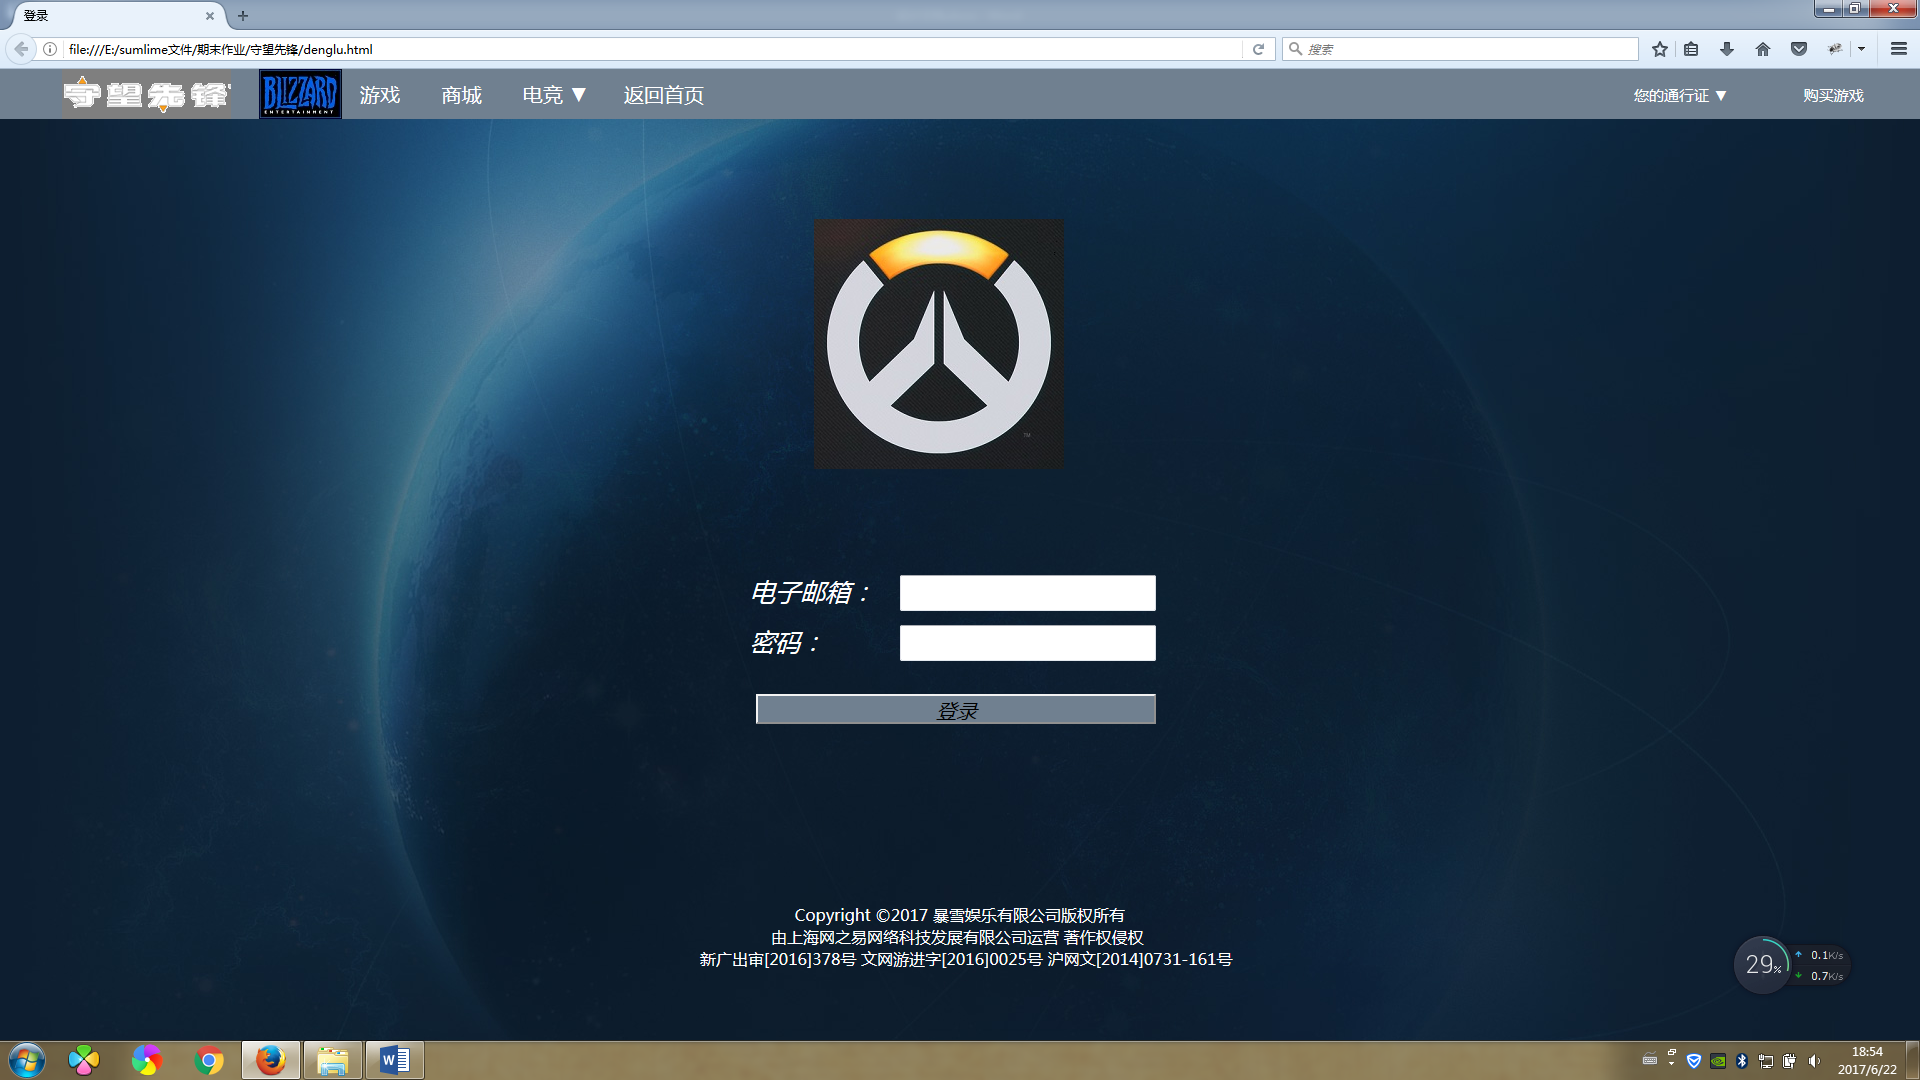 登录
file:///E:/sumlime文件/期末作业/守望先锋/denglu.html
搜索
守望先锋 BLIZZARD ENTERTAINMENT 游戏 商城 电竞 ▼ 返回首页 您的通行证 ▼ 购买游戏
TM
电子邮箱：
密码：
登录
Copyright ©2017 暴雪娱乐有限公司版权所有
由上海网之易网络科技发展有限公司运营 著作权侵权
新广出审[2016]378号 文网游进字[2016]0025号 沪网文[2014]0731-161号
29% 0.1K/s
0.7K/s
18:54
2017/6/22